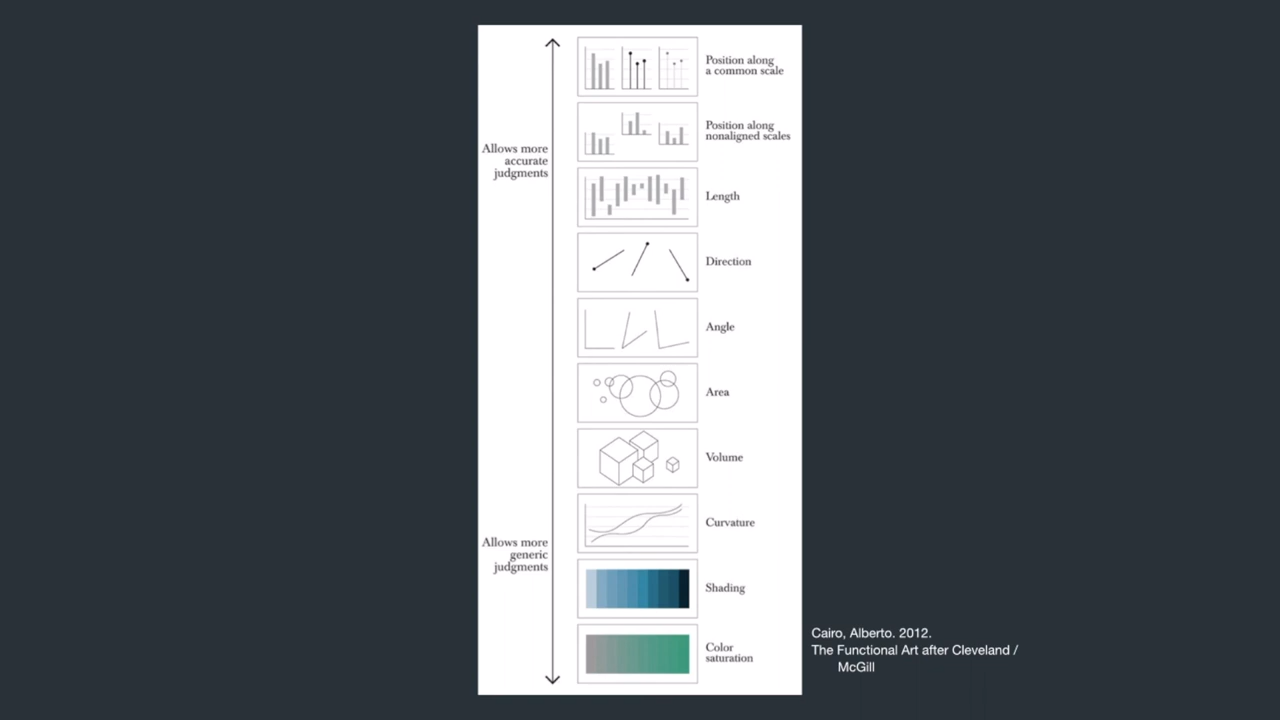 Position along
a common scale
Position along
nonaligned scales
Allows more
accurate
judgments
Length
Direction
Angle
Area
Volume
Curvature
Allows more
generic
judgments
Shading
Color
saturation
Cairo, Alberto. 2012.
The Functional Art after Cleveland /
McGill